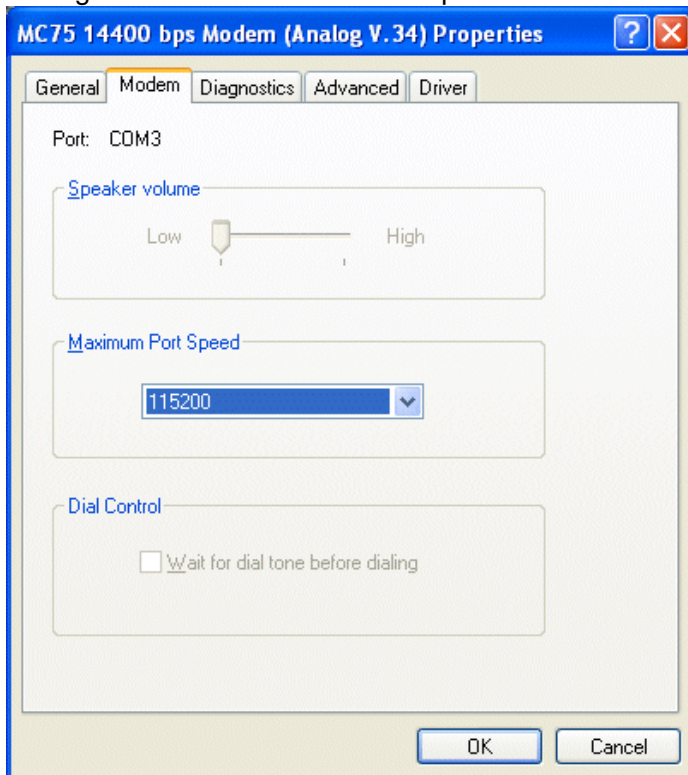 MC75 14400 bps Modem (Analog V.34) Properties
General Modem Diagnostics Advanced Driver
Port: COM3
Speaker volume
Low High
Maximum Port Speed
115200
Dial Control
Wait for dial tone before dialing
OK Cancel